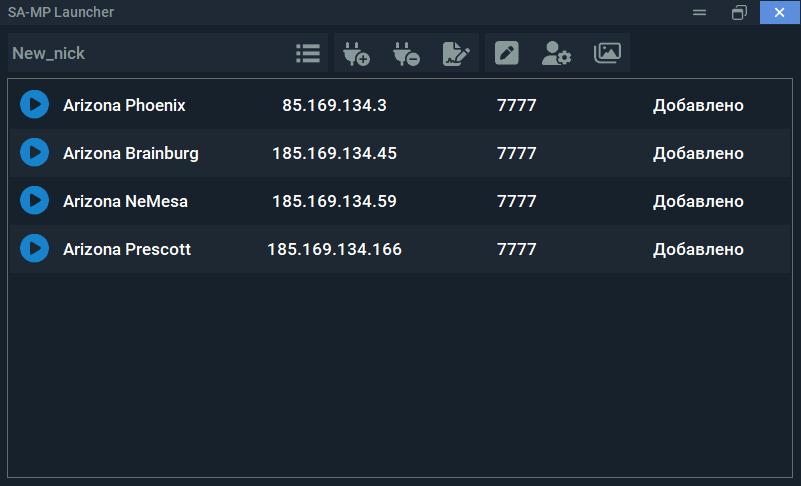 SA-MP Launcher
New_nick
Arizona Phoenix 85.169.134.3 7777 Добавлено
Arizona Brainburg 185.169.134.45 7777 Добавлено
Arizona NeMesa 185.169.134.59 7777 Добавлено
Arizona Prescott 185.169.134.166 7777 Добавлено